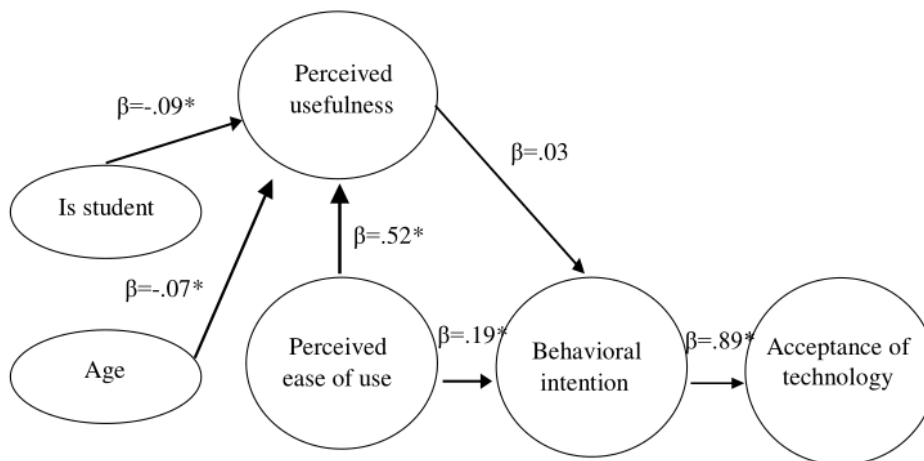 Perceived
usefulness
β=-.09*
β=.03
Is student
β=.52*
β=-.07*
Perceived
ease of use
β=.19*
Behavioral
intention
β=.89*
Acceptance of
technology
Age